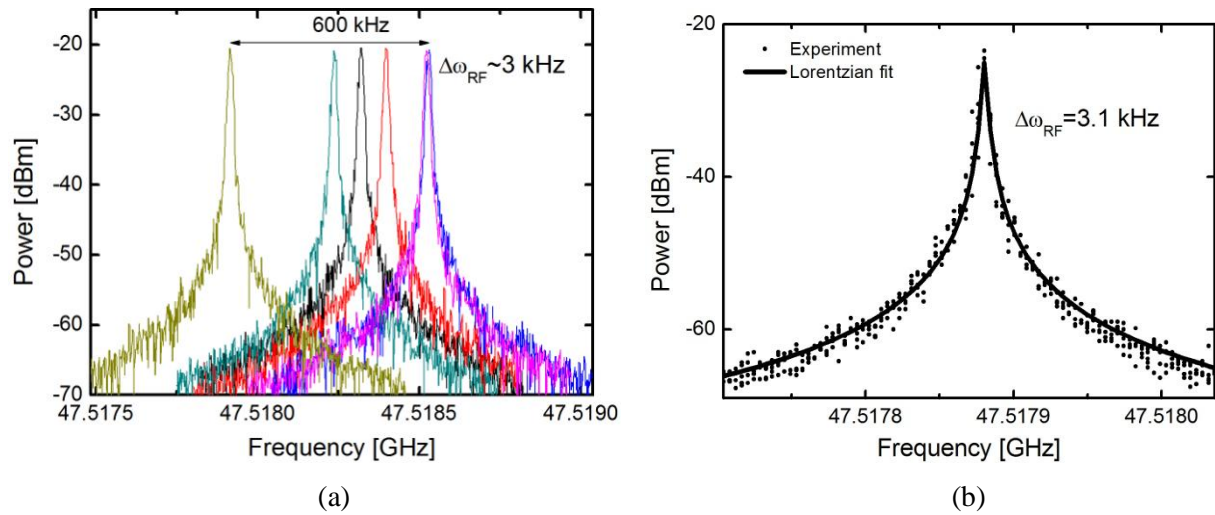 600 kHz
-20
Δω_RF~3 kHz
-30
-40
-50
-60
-70
Power [dBm]
47.5175 47.5180 47.5185 47.5190
Frequency [GHz]
(a)
-20
Experiment
Lorentzian fit
Δω_RF=3.1 kHz
-40
-60
Power [dBm]
47.5178 47.5179 47.5180
Frequency [GHz]
(b)